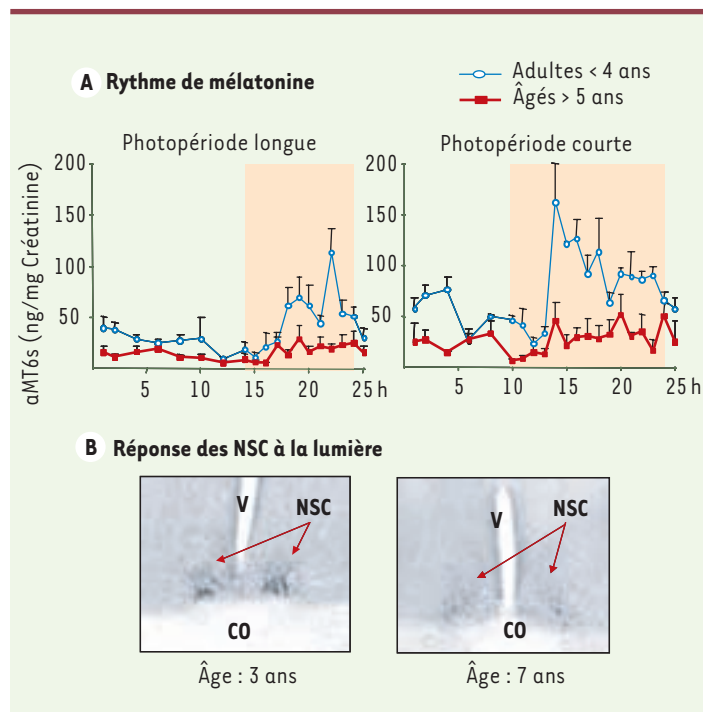 A Rythme de mélatonine
Adultes < 4 ans
Âgés > 5 ans
Photopériode longue
Photopériode courte
αMT6s (ng/mg Créatinine)
200
150
100
50
5 10 15 20 25 h
200
150
100
50
5 10 15 20 25 h
B Réponse des NSC à la lumière
V
NSC
CO
V
NSC
CO
Âge : 3 ans
Âge : 7 ans